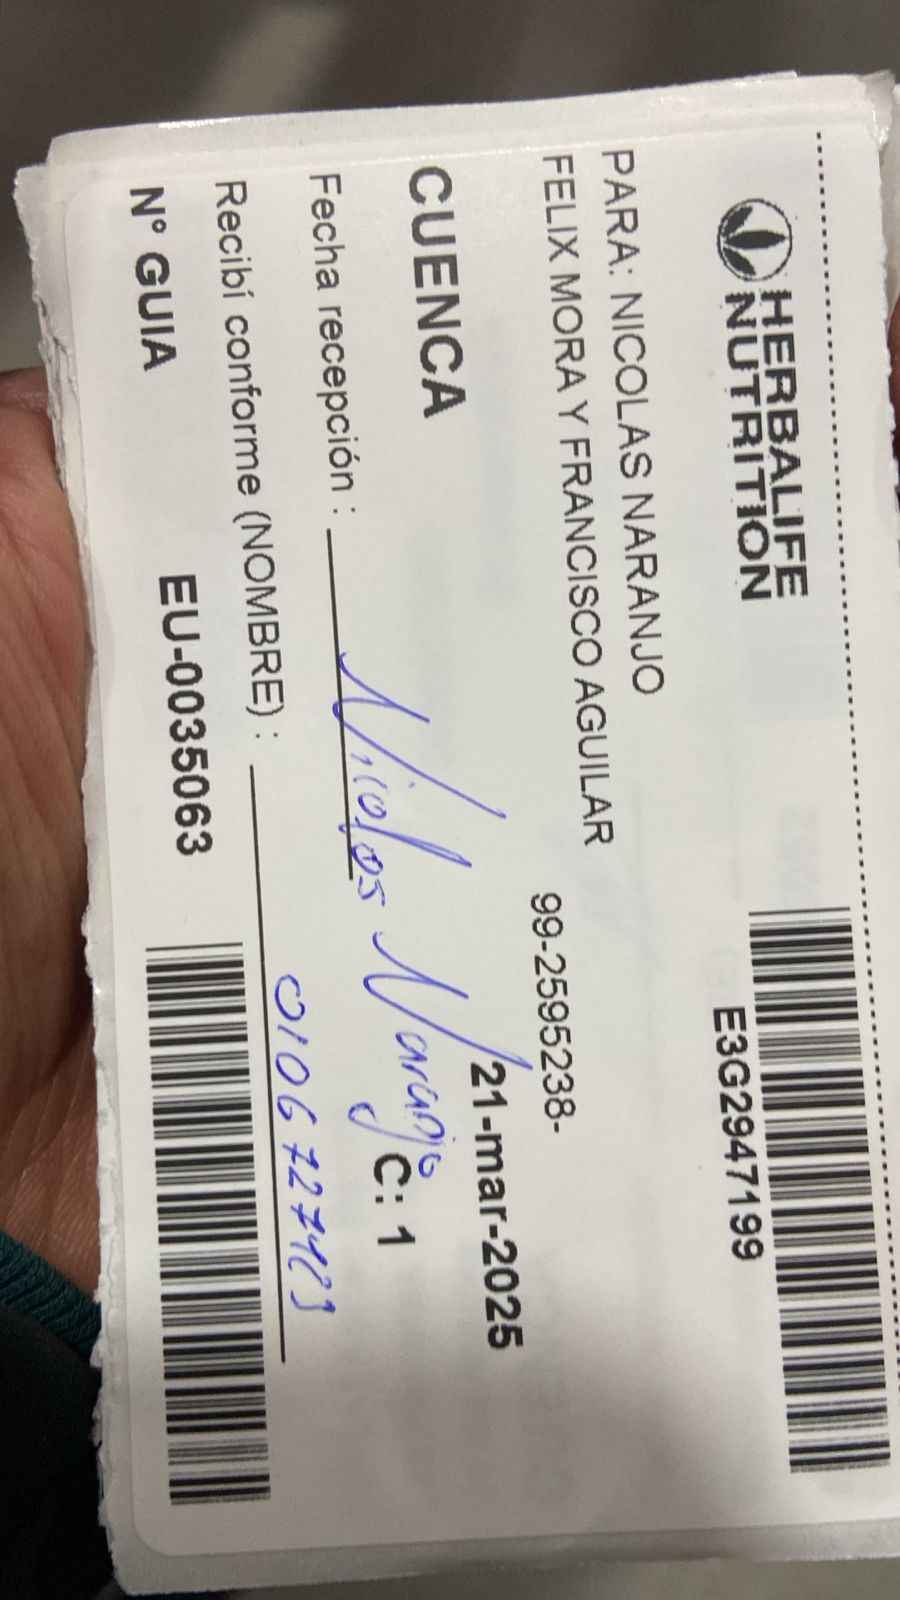 HERBALIFE
NUTRITION
E3G2947199
PARA: NICOLAS NARANJO
FELIX MORA Y FRANCISCO AGUILAR
99-2595238-
CUENCA
21-mar-2025
Fecha recepción :
Nicolas Naranjo
C: 1
Recibí conforme (NOMBRE) :
N° GUIA
EU-0035063